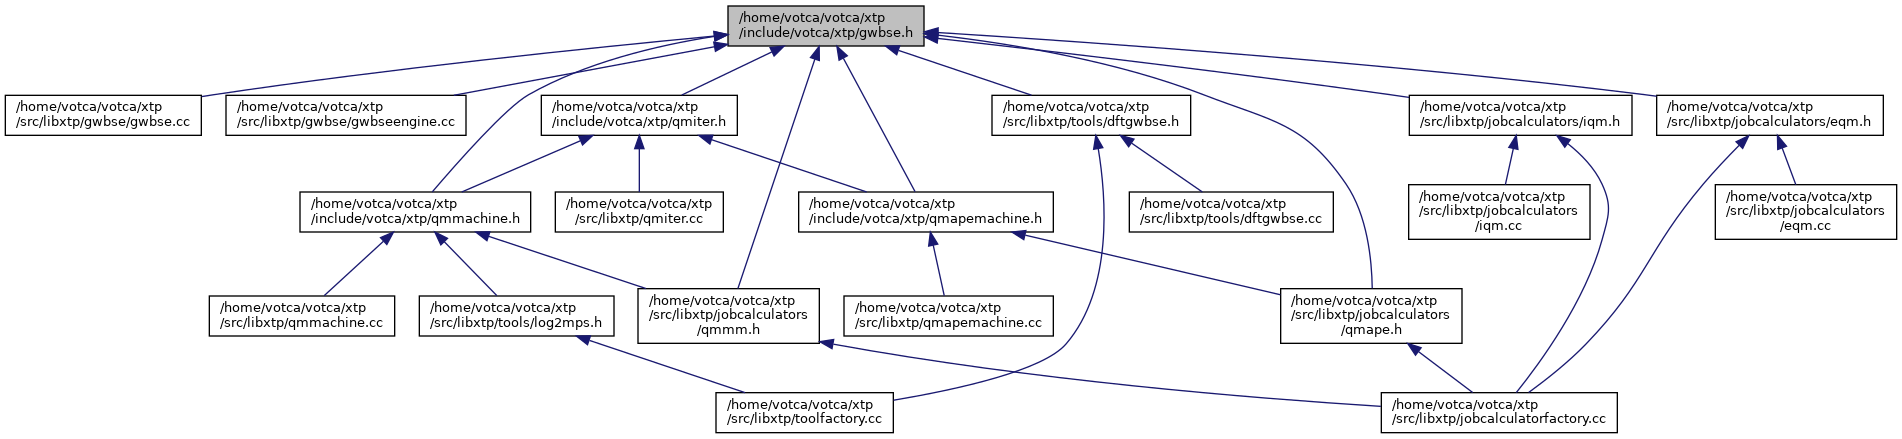 /home/votca/votca/xtp
/include/votca/xtp/gwbse.h
/home/votca/votca/xtp
/src/libxtp/gwbse/gwbse.cc
/home/votca/votca/xtp
/src/libxtp/gwbse/gwbseengine.cc
/home/votca/votca/xtp
/include/votca/xtp/qmiter.h
/home/votca/votca/xtp
/src/libxtp/tools/dftgwbse.h
/home/votca/votca/xtp
/src/libxtp/jobcalculators/iqm.h
/home/votca/votca/xtp
/src/libxtp/jobcalculators/eqm.h
/home/votca/votca/xtp
/include/votca/xtp/qmmachine.h
/home/votca/votca/xtp
/src/libxtp/qmiter.cc
/home/votca/votca/xtp
/include/votca/xtp/qmapemachine.h
/home/votca/votca/xtp
/src/libxtp/tools/dftgwbse.cc
/home/votca/votca/xtp
/src/libxtp/jobcalculators
/iqm.cc
/home/votca/votca/xtp
/src/libxtp/jobcalculators
/eqm.cc
/home/votca/votca/xtp
/src/libxtp/qmmachine.cc
/home/votca/votca/xtp
/src/libxtp/tools/log2mps.h
/home/votca/votca/xtp
/src/libxtp/jobcalculators
/qmmm.h
/home/votca/votca/xtp
/src/libxtp/qmapemachine.cc
/home/votca/votca/xtp
/src/libxtp/jobcalculators
/qmape.h
/home/votca/votca/xtp
/src/libxtp/toolfactory.cc
/home/votca/votca/xtp
/src/libxtp/jobcalculatorfactory.cc